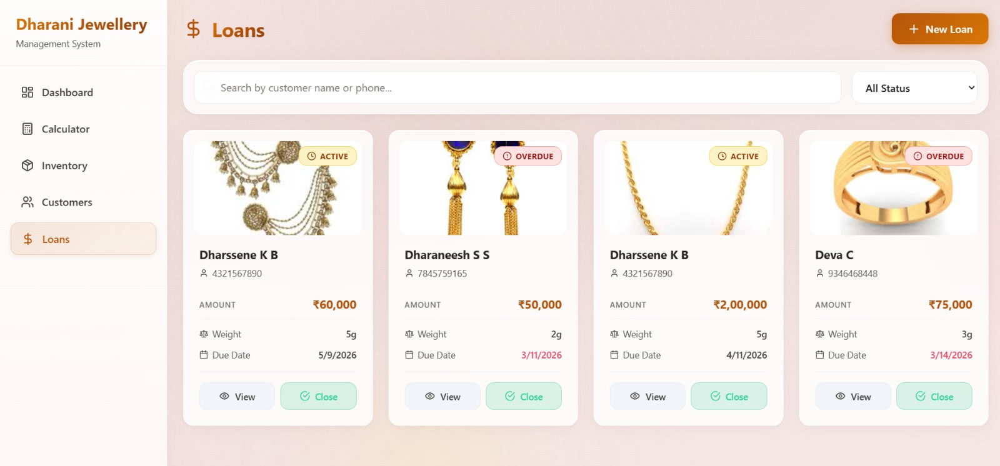 Dharani Jewellery
Management System
Dashboard
Calculator
Inventory
Customers
Loans
Loans
New Loan
Search by customer name or phone...
All Status
ACTIVE
Dharssene K B
4321567890
AMOUNT ₹60,000
Weight 5g
Due Date 5/9/2026
View Close
OVERDUE
Dharaneesh S S
7845759165
AMOUNT ₹50,000
Weight 2g
Due Date 3/11/2026
View Close
ACTIVE
Dharssene K B
4321567890
AMOUNT ₹2,00,000
Weight 5g
Due Date 4/11/2026
View Close
OVERDUE
Deva C
9346468448
AMOUNT ₹75,000
Weight 3g
Due Date 3/14/2026
View Close